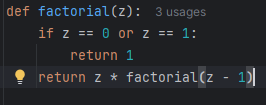 def factorial(z): 3 usages
    if z == 0 or z == 1:
        return 1
    return z * factorial(z - 1)